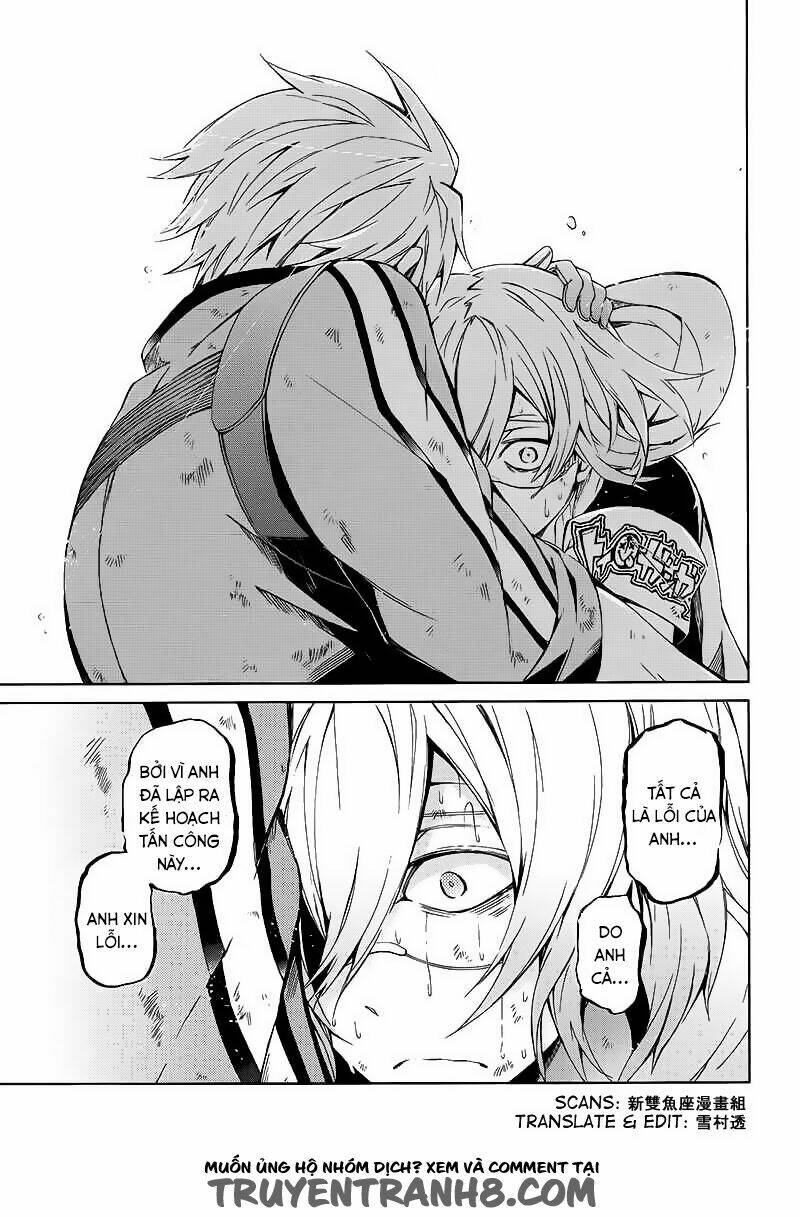 TẤT CẢ
LÀ LỖI CỦA
ANH...
DO
ANH
CẢ...
BỞI VÌ ANH
ĐÃ LẬP RA
KẾ HOẠCH
TẤN CÔNG
NÀY...
ANH XIN
LỖI...
SCANS: 新雙魚座漫畫組
TRANSLATE & EDIT: 雪村透
MUỐN ỦNG HỘ NHÓM DỊCH? XEM VÀ COMMENT TẠI
TRUYENTRANH8.COM